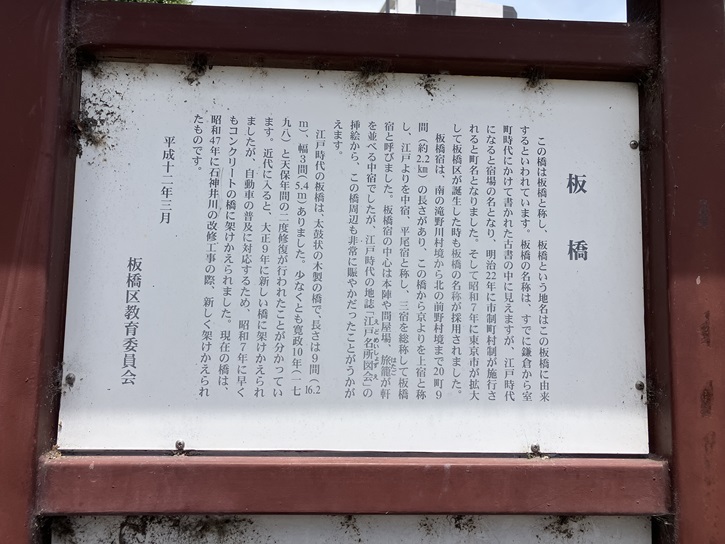 板橋
この橋は板橋と称し、板橋という地名はこの板橋に由来
するといわれています。板橋の名称は、すでに鎌倉から室
町時代にかけて書かれた古書の中に見えますが、江戸時代
になると宿場の名となり、明治22年に市制町村制が施行さ
れると町名となりました。そして昭和7年に東京市が拡大
して板橋区が誕生した時も板橋の名称が採用されました。
板橋宿は、南の滝野川村境から北の前野村境まで20町9
間（約2.2㎞）の長さがあり、この橋から京よりを上宿と称
し、江戸よりを中宿、平尾宿と称し、三宿を総称して板橋
宿と呼びました。板橋宿の中心は本陣や問屋場、旅籠が軒
を並べる中宿でしたが、江戸時代の地誌「江戸名所図会」の
挿絵から、この橋周辺も非常に賑やかだったことがうかが
えます。
江戸時代の板橋は、太鼓状の木製の橋で、長さは9間（16.2
m）、幅3間（5.4m）ありました。少なくとも寛政10年（一七
九八）と天保年間の二度修復が行われたことが分かってい
ます。近代に入ると、大正9年に新しい橋に架けかえられ
ましたが、自動車の普及に対応するため、昭和7年に早く
もコンクリートの橋に架けかえられました。現在の橋は、
昭和47年に石神井川の改修工事の際、新しく架けかえられ
たものです。
平成十二年三月
板橋区教育委員会